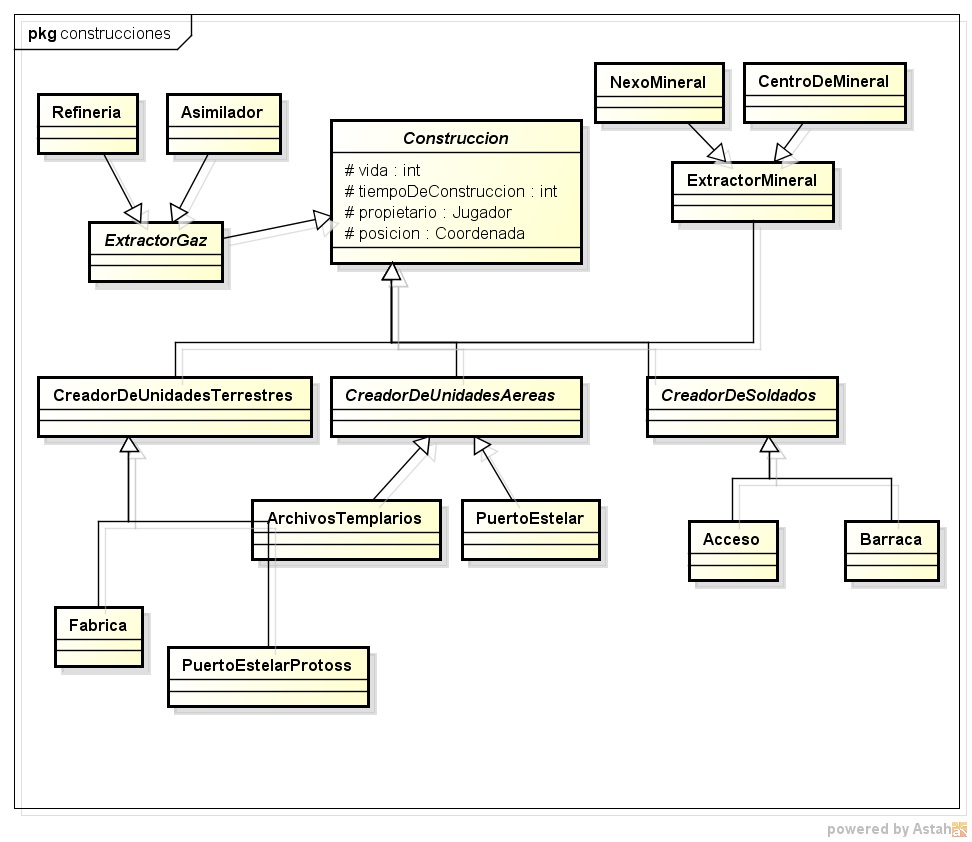 pkg construcciones
NexoMineral
CentroDeMineral
Refineria
Asimilador
Construccion
# vida : int
# tiempoDeConstruccion : int
# propietario : Jugador
# posicion : Coordenada
ExtractorMineral
ExtractorGaz
CreadorDeUnidadesTerrestres
CreadorDeUnidadesAereas
CreadorDeSoldados
ArchivosTemplarios
PuertoEstelar
Acceso
Barraca
Fabrica
PuertoEstelarProtoss
powered by Astah